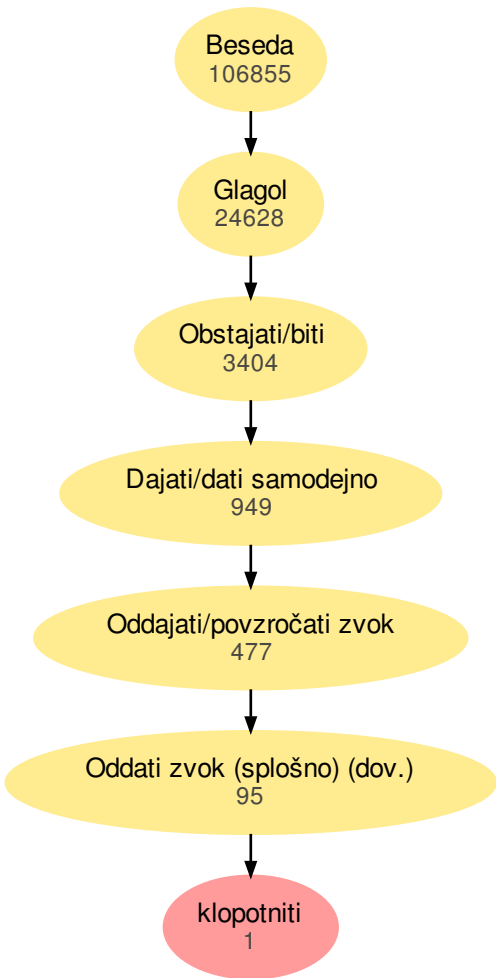 Beseda
106855
Glagol
24628
Obstajati/biti
3404
Dajati/dati samodejno
949
Oddajati/povzročati zvok
477
Oddati zvok (splošno) (dov.)
95
klopotniti
1